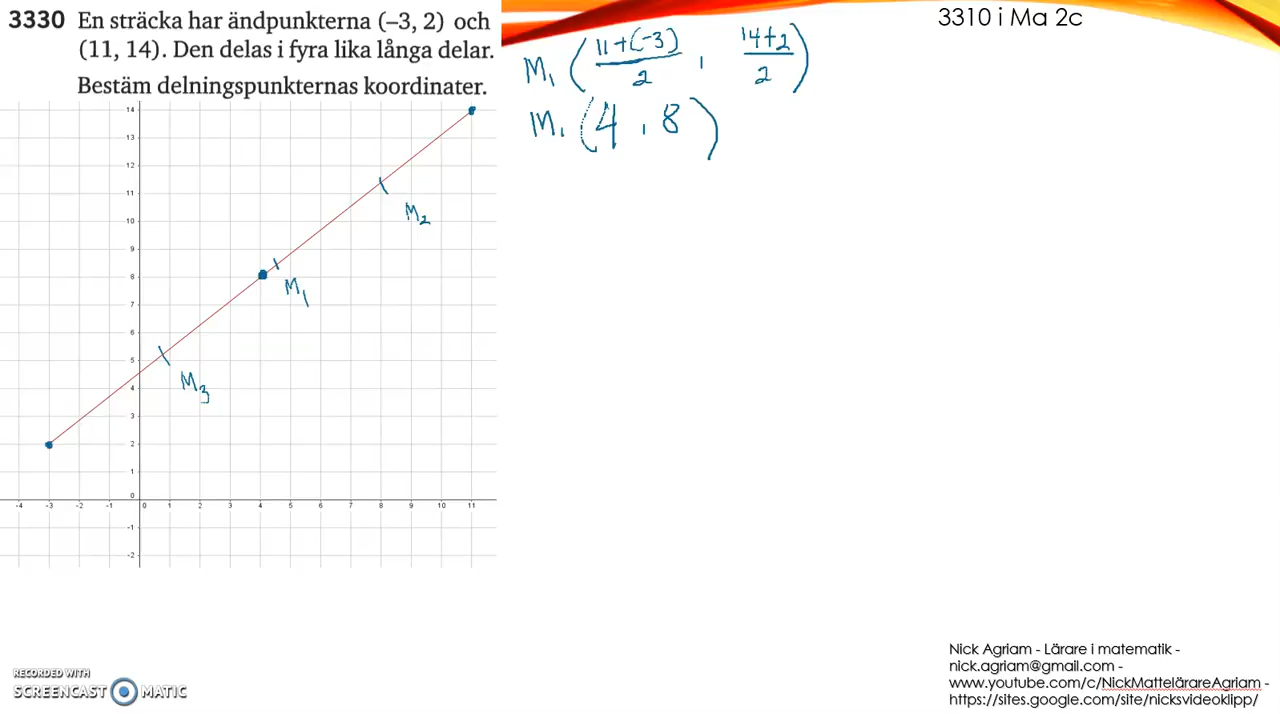 3330 En sträcka har ändpunkterna (–3, 2) och
(11, 14). Den delas i fyra lika långa delar.
Bestäm delningspunkternas koordinater.
3310 i Ma 2c
M₁ ( 11+(-3) / 2 , 14+2 / 2 )
M₁ ( 4 , 8 )
14
13
12
11
10
9
8
7
6
5
4
3
2
1
0
-1
-2
-4 -3 -2 -1 0 1 2 3 4 5 6 7 8 9 10 11
M₂
M₁
M₃
Nick Agriam - Lärare i matematik -
nick.agriam@gmail.com -
www.youtube.com/c/NickMattelärareAgriam -
https://sites.google.com/site/nicksvideoklipp/
RECORDED WITH
SCREENCAST MATIC